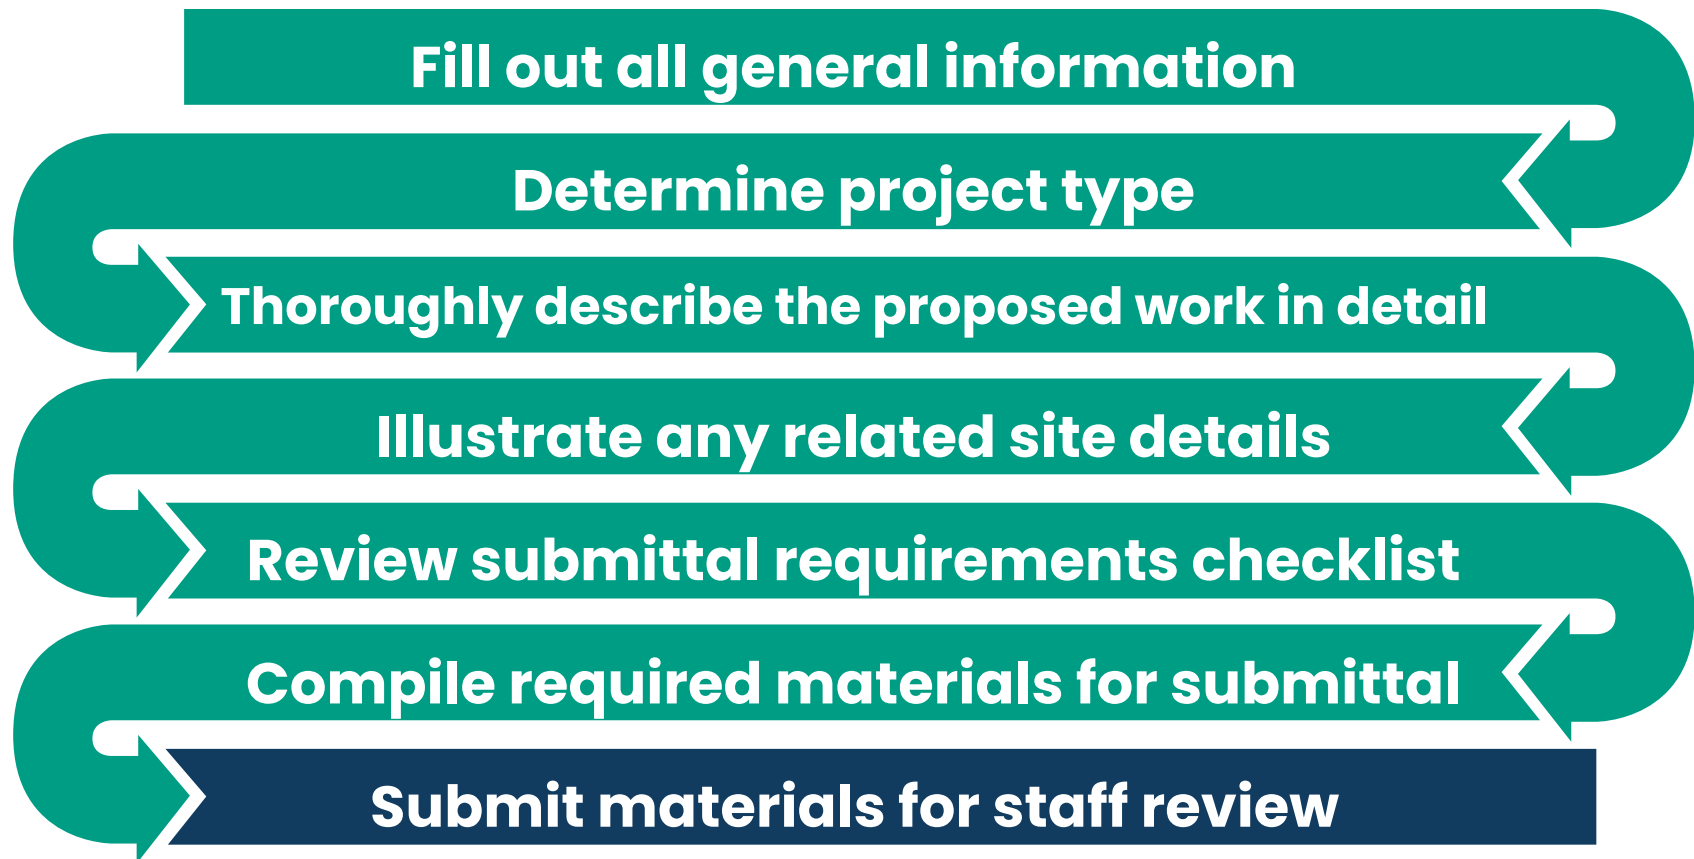 Fill out all general information
Determine project type
Thoroughly describe the proposed work in detail
Illustrate any related site details
Review submittal requirements checklist
Compile required materials for submittal
Submit materials for staff review